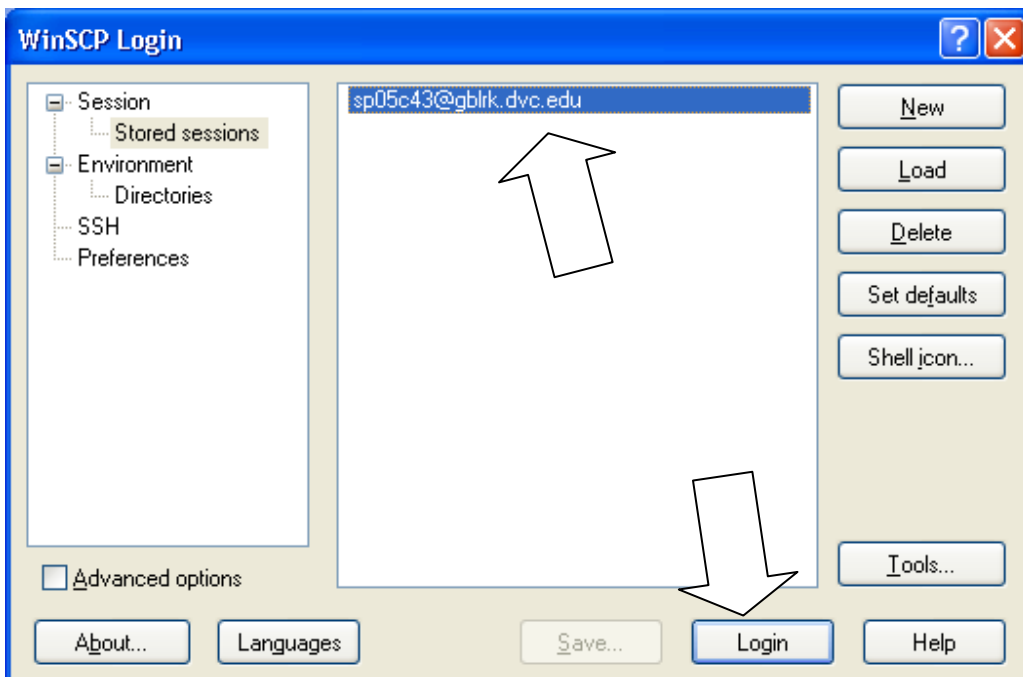 WinSCP Login
Session
Stored sessions
Environment
Directories
SSH
Preferences
sp05c43@gblrk.dvc.edu
New
Load
Delete
Set defaults
Shell icon...
Tools...
Advanced options
About...
Languages
Save...
Login
Help